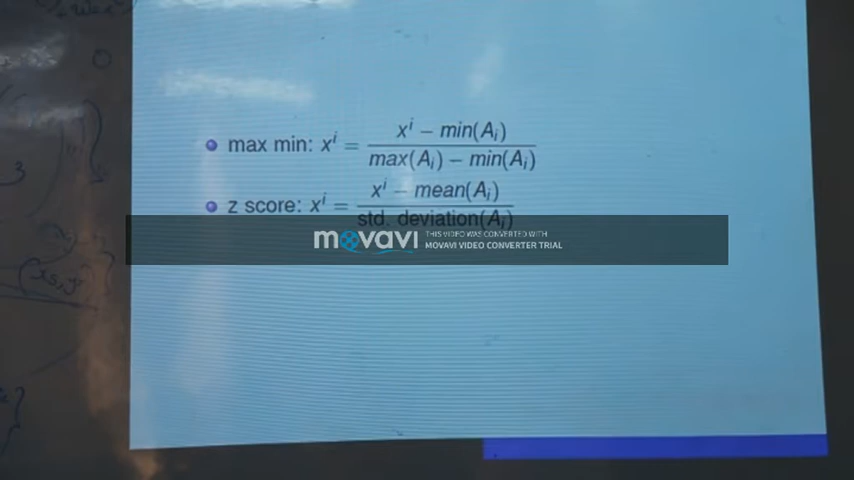 max min: xⁱ = (xⁱ – min(Aᵢ)) / (max(Aᵢ) – min(Aᵢ))
z score: xⁱ = (xⁱ – mean(Aᵢ)) / (std. deviation(Aᵢ))
movavi
THIS VIDEO WAS CONVERTED WITH
MOVAVI VIDEO CONVERTER TRIAL